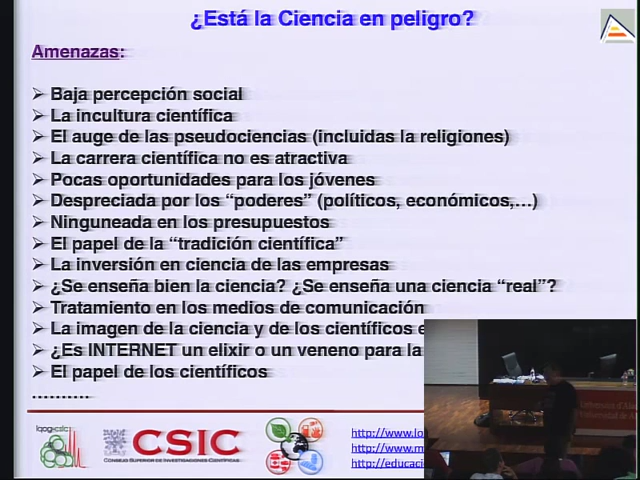 ¿Está la Ciencia en peligro?
Amenazas:
➢ Baja percepción social
➢ La incultura científica
➢ El auge de las pseudociencias (incluidas la religiones)
➢ La carrera científica no es atractiva
➢ Pocas oportunidades para los jóvenes
➢ Despreciada por los “poderes” (políticos, económicos,…)
➢ Ninguneada en los presupuestos
➢ El papel de la “tradición científica”
➢ La inversión en ciencia de las empresas
➢ ¿Se enseña bien la ciencia? ¿Se enseña una ciencia “real”?
➢ Tratamiento en los medios de comunicación
➢ La imagen de la ciencia y de los científicos e
➢ ¿Es INTERNET un elixir o un veneno para la
➢ El papel de los científicos
..........
lqog-csic
CSIC
CONSEJO SUPERIOR DE INVESTIGACIONES CIENTÍFICAS
http://www.lo
http://www.m
http://educaci